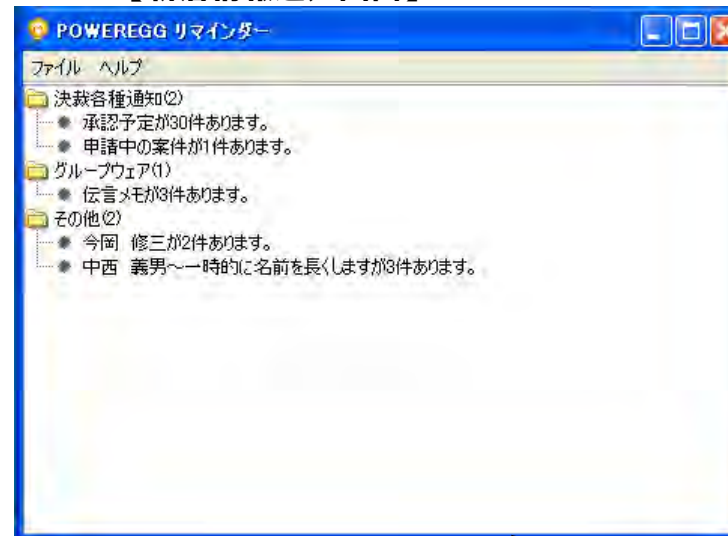 POWEREGG リマインダー
ファイル ヘルプ
決裁各種通知(2)
承認予定が30件あります。
申請中の案件が1件あります。
グループウェア(1)
伝言メモが3件あります。
その他(2)
今岡 修三が2件あります。
中西 義男～一時的に名前を長くしますが3件あります。